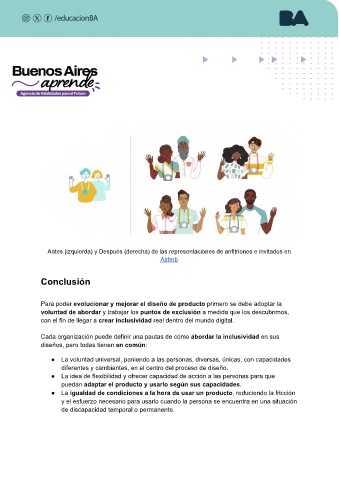 /educacionBA
BA
Buenos Aires
aprende
Agencia de Habilidades para el Futuro
Antes (izquierda) y Después (derecha) de las representaciones de anfitriones e invitados en
Airbnb
Conclusión
Para poder evolucionar y mejorar el diseño de producto primero se debe adoptar la
voluntad de abordar y trabajar los puntos de exclusión a medida que los descubrimos,
con el fin de llegar a crear inclusividad real dentro del mundo digital.
Cada organización puede definir una pautas de cómo abordar la inclusividad en sus
diseños, pero todas tienen en común:
● La voluntad universal, poniendo a las personas, diversas, únicas, con capacidades
diferentes y cambiantes, en el centro del proceso de diseño.
● La idea de flexibilidad y ofrecer capacidad de acción a las personas para que
puedan adaptar el producto y usarlo según sus capacidades.
● La igualdad de condiciones a la hora de usar un producto, reduciendo la fricción
y el esfuerzo necesario para usarlo cuando la persona se encuentra en una situación
de discapacidad temporal o permanente.